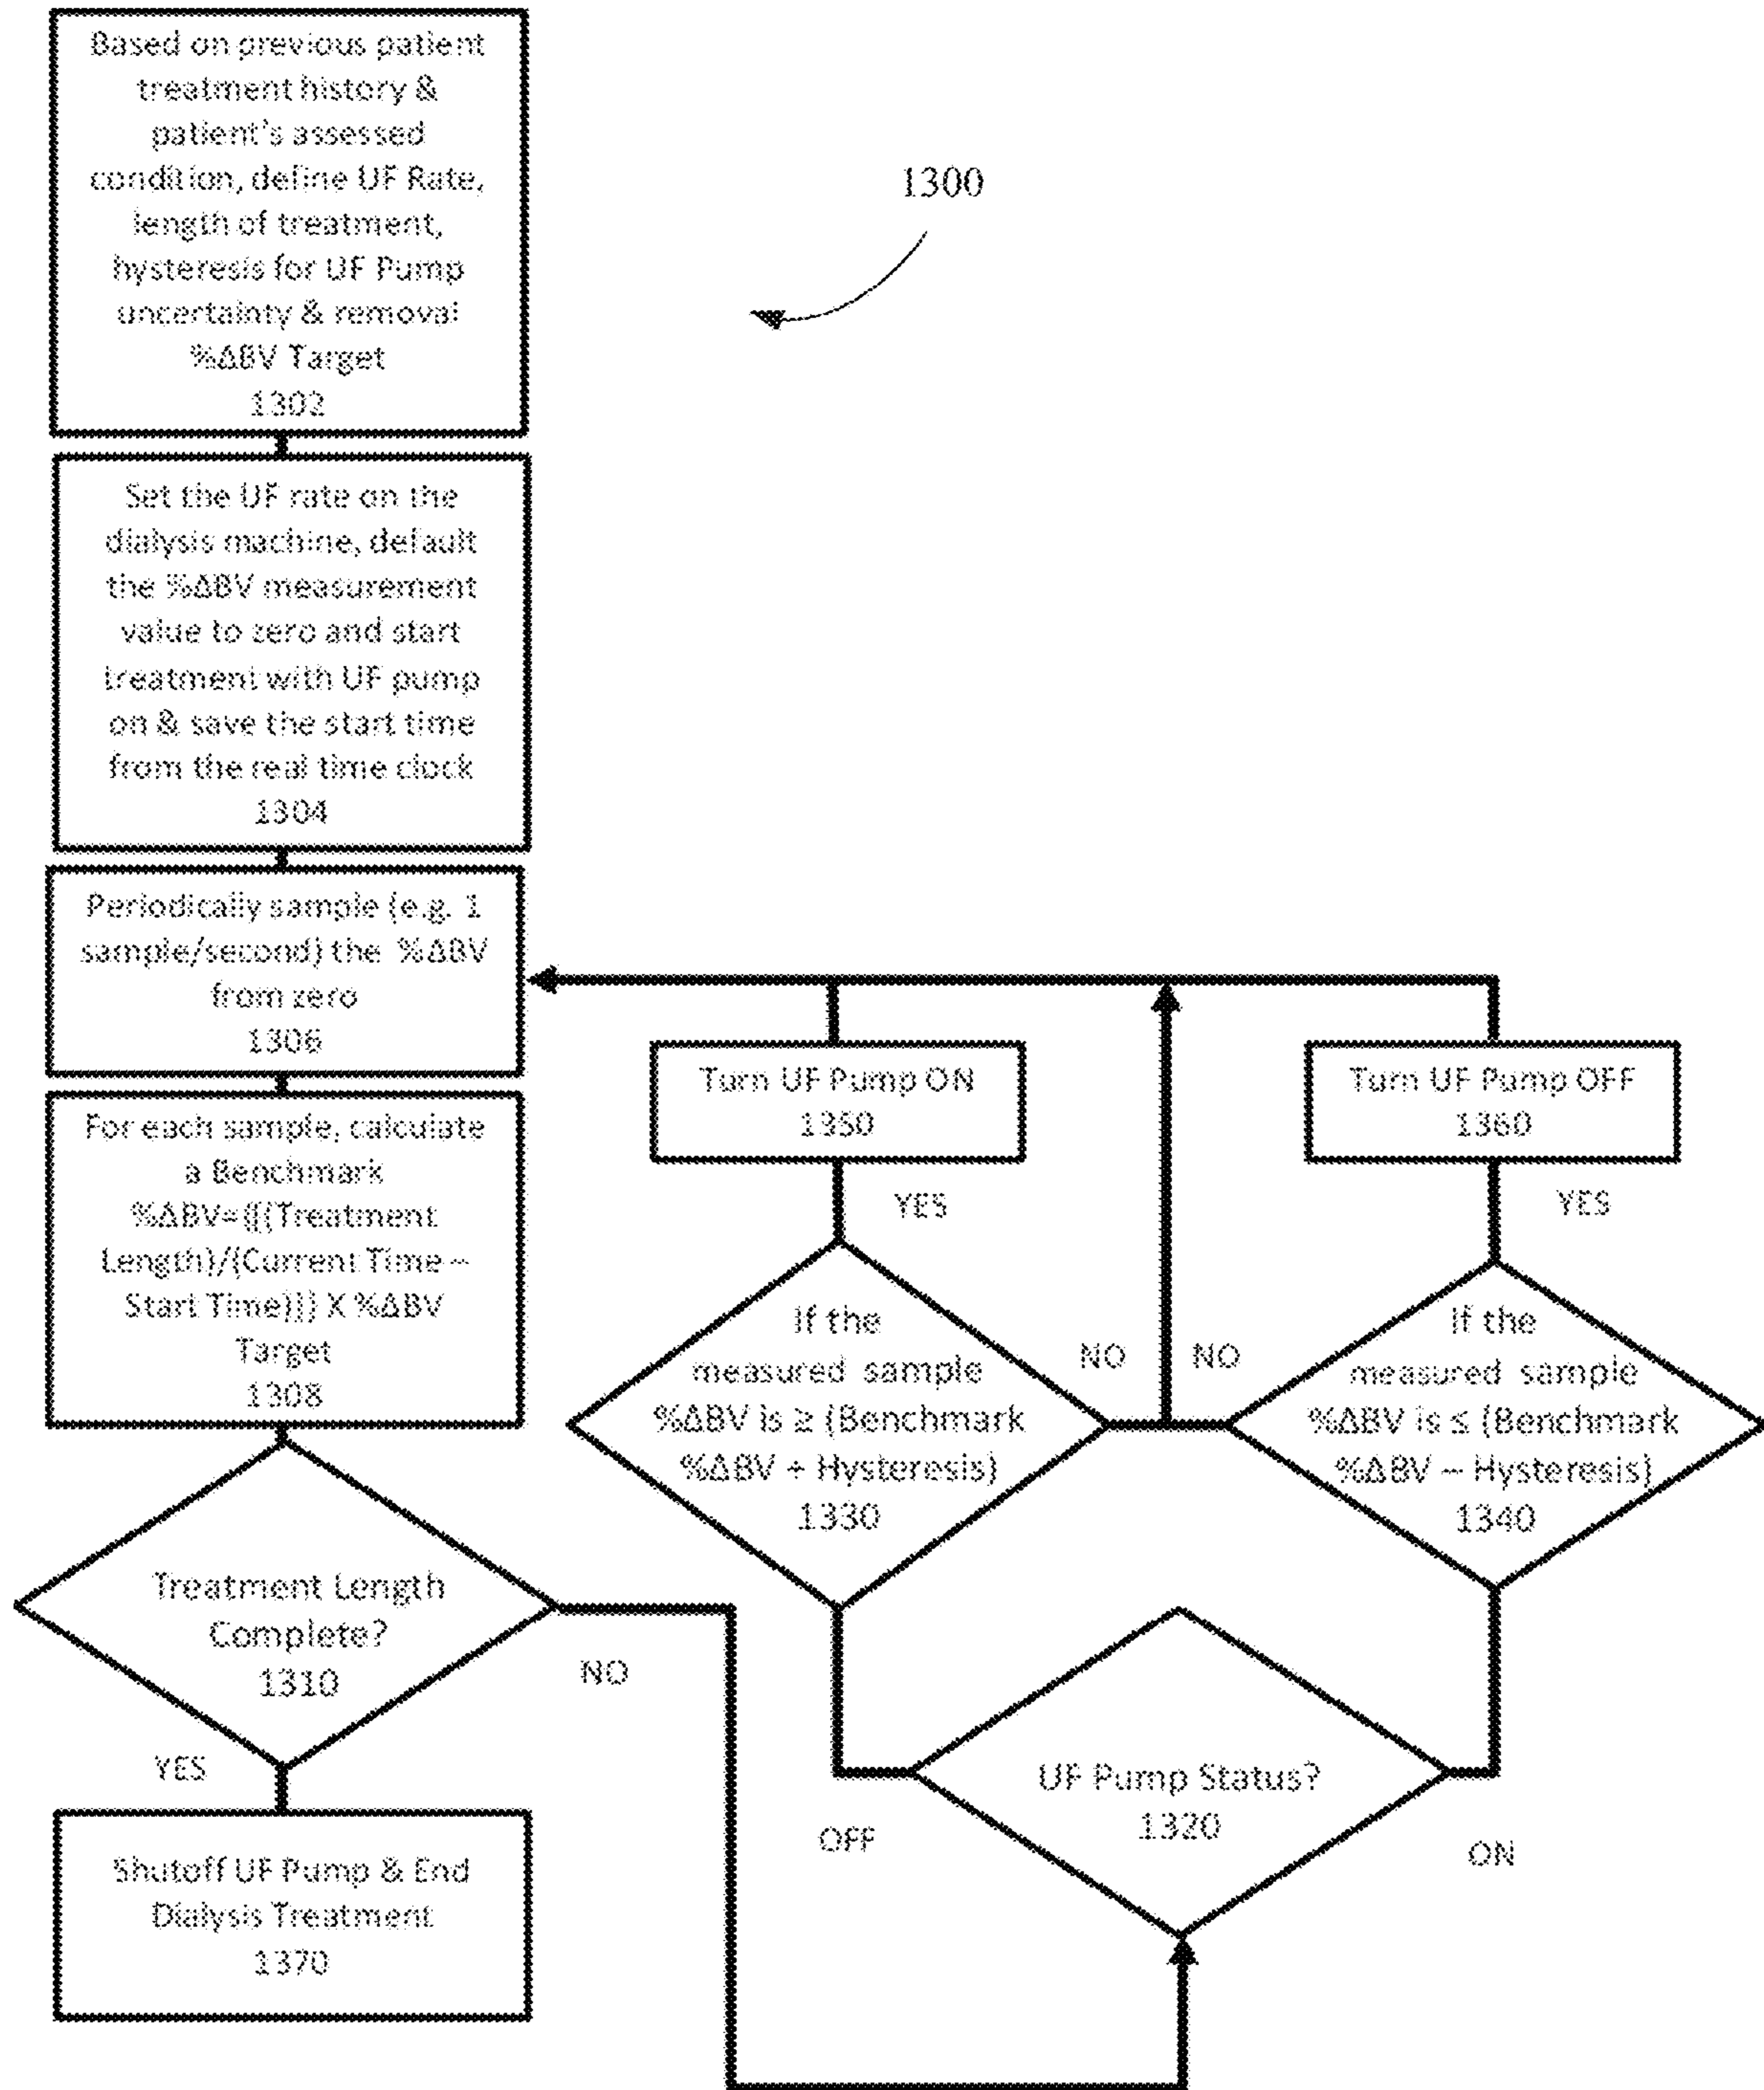 Based on previous patient
treatment history &
patient's assessed
condition, define UF Rate,
length of treatment,
hysteresis for UF Pump
uncertainty & removal
%ΔBV Target
1302
1300
Set the UF rate on the
dialysis machine, default
the %ΔBV measurement
value to zero and start
treatment with UF pump
on & save the start time
from the real time clock
1304
Periodically sample (e.g. 1
sample/second) the %ΔBV
from zero
1306
For each sample, calculate
a Benchmark
%ΔBV=(((Treatment
Length)/(Current Time –
Start Time))) X %ΔBV
Target
1308
Treatment Length
Complete?
1310
NO
YES
Shutoff UF Pump & End
Dialysis Treatment
1370
Turn UF Pump ON
1350
YES
If the
measured sample
%ΔBV is ≥ (Benchmark
%ΔBV + Hysteresis)
1330
NO
NO
Turn UF Pump OFF
1360
YES
If the
measured sample
%ΔBV is ≤ (Benchmark
%ΔBV – Hysteresis)
1340
UF Pump Status?
1320
OFF
ON